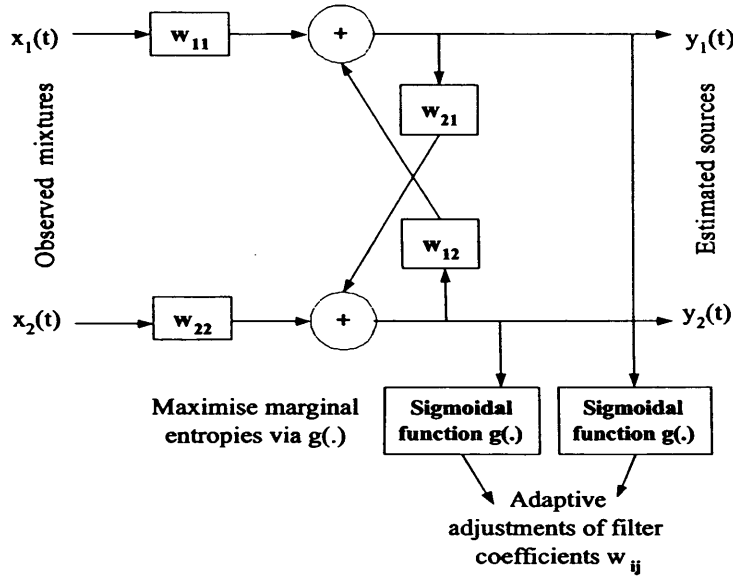 x1(t)
w11
+
y1(t)
w21
Observed mixtures
Estimated sources
w12
x2(t)
w22
+
y2(t)
Maximise marginal
entropies via g(.)
Sigmoidal
function g(.)
Sigmoidal
function g(.)
Adaptive
adjustments of filter
coefficients w ij